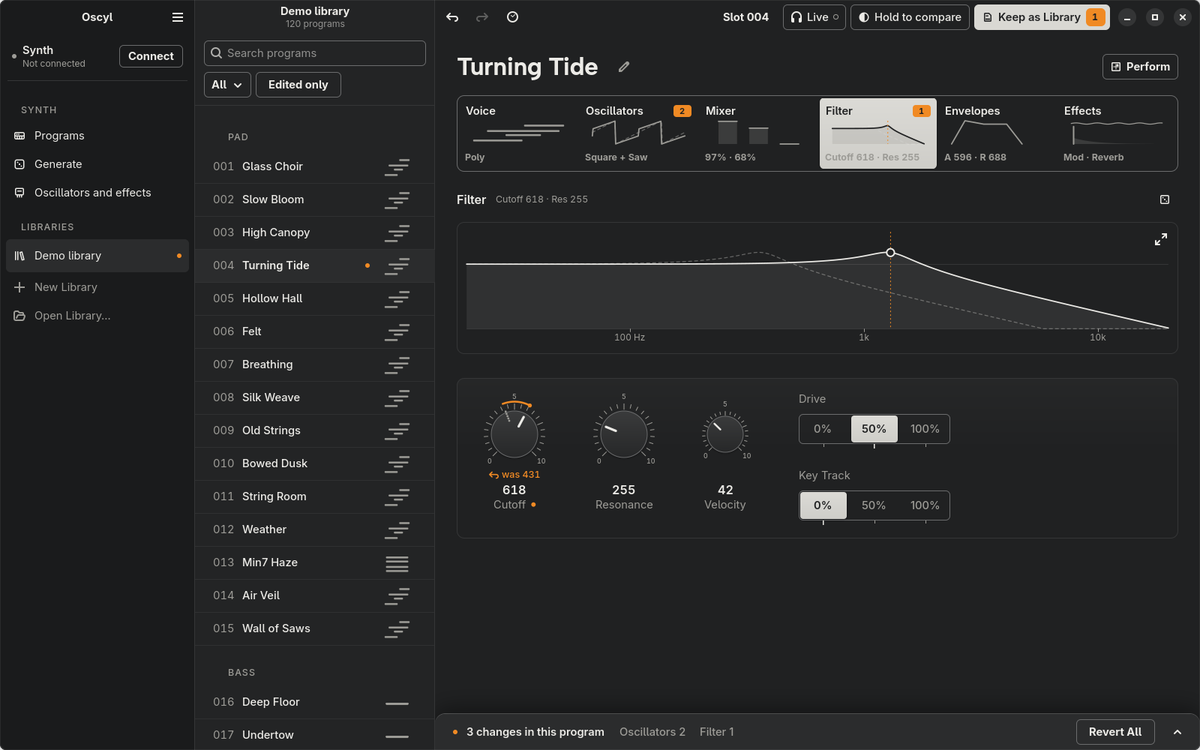 Oscyl
Synth
Not connected
Connect
SYNTH
Programs
Generate
Oscillators and effects
LIBRARIES
Demo library
New Library
Open Library...
Demo library
120 programs
Search programs
All
Edited only
PAD
001 Glass Choir
002 Slow Bloom
003 High Canopy
004 Turning Tide
005 Hollow Hall
006 Felt
007 Breathing
008 Silk Weave
009 Old Strings
010 Bowed Dusk
011 String Room
012 Weather
013 Min7 Haze
014 Air Veil
015 Wall of Saws
BASS
016 Deep Floor
017 Undertow
Slot 004
Live
Hold to compare
Keep as Library 1
Turning Tide
Perform
Voice
Poly
Oscillators 2
Square + Saw
Mixer
97% · 68%
Filter 1
Cutoff 618 · Res 255
Envelopes
A 596 · R 688
Effects
Mod · Reverb
Filter Cutoff 618 · Res 255
100 Hz 1k 10k
5
0 10
was 431
618
Cutoff
5
0 10
255
Resonance
5
0 10
42
Velocity
Drive
0% 50% 100%
Key Track
0% 50% 100%
3 changes in this program Oscillators 2 Filter 1
Revert All